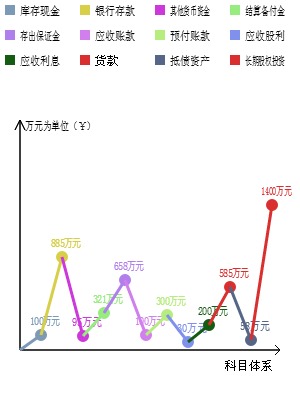 库存现金 银行存款 其他货币资金 结算备付金
存出保证金 应收账款 预付账款 应收股利
应收利息 贷款 抵债资产 长期股权投资
万元为单位（￥）
1400万元
885万元
658万元
585万元
321万元
300万元
200万元
100万元
科目体系